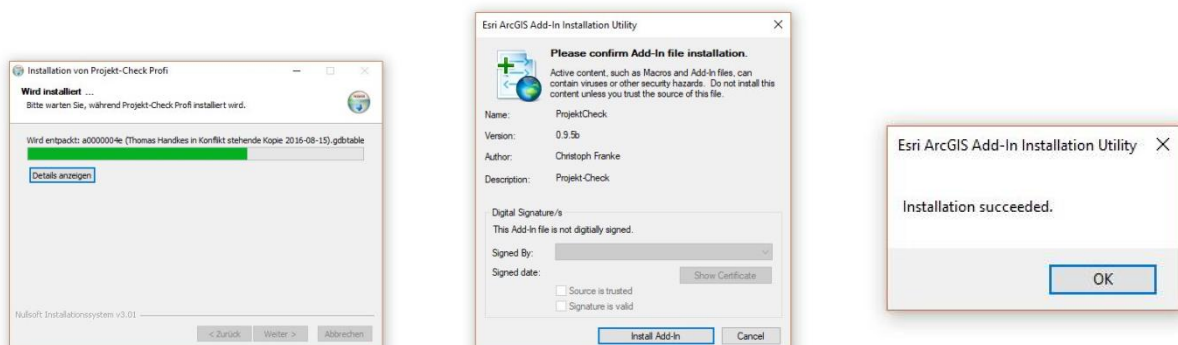 Installation von Projekt-Check Profi
Wird installiert ...
Bitte warten Sie, während Projekt-Check Profi installiert wird.
Wird entpackt: a0000004e (Thomas Handkes in Konflikt stehende Kopie 2016-08-15).gdbtable
Details anzeigen
Nullsoft Installationssystem v3.01
< Zurück Weiter > Abbrechen
Esri ArcGIS Add-In Installation Utility
Please confirm Add-In file installation.
Active content, such as Macros and Add-In files, can
contain viruses or other security hazards. Do not install this
content unless you trust the source of this file.
Name: ProjektCheck
Version: 0.9.5b
Author: Christoph Franke
Description: Projekt-Check
Digital Signature/s
This Add-In file is not digitially signed.
Signed By:
Signed date: Show Certificate
Source is trusted
Signature is valid
Install Add-In Cancel
Esri ArcGIS Add-In Installation Utility
Installation succeeded.
OK